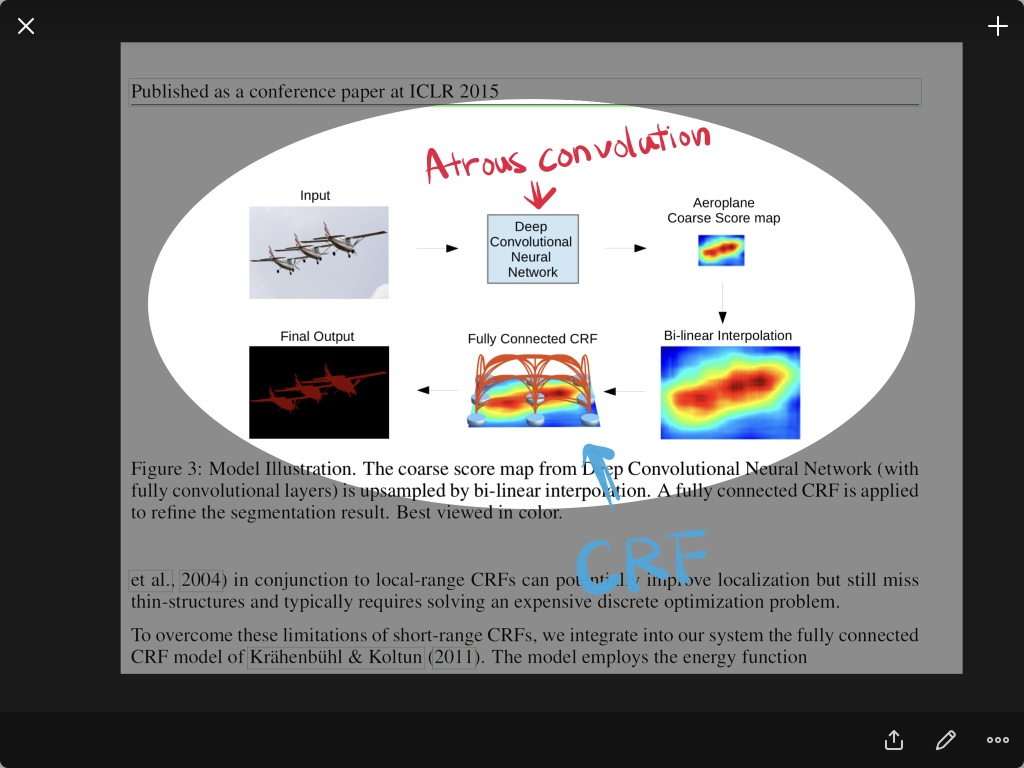 Published as a conference paper at ICLR 2015
Atrous convolution
Input
Deep
Convolutional
Neural
Network
Aeroplane
Coarse Score map
Final Output
Fully Connected CRF
Bi-linear Interpolation
Figure 3: Model Illustration. The coarse score map from Deep Convolutional Neural Network (with
fully convolutional layers) is upsampled by bi-linear interpolation. A fully connected CRF is applied
to refine the segmentation result. Best viewed in color.
CRF
et al., 2004) in conjunction to local-range CRFs can potentially improve localization but still miss
thin-structures and typically requires solving an expensive discrete optimization problem.
To overcome these limitations of short-range CRFs, we integrate into our system the fully connected
CRF model of Krähenbühl & Koltun (2011). The model employs the energy function